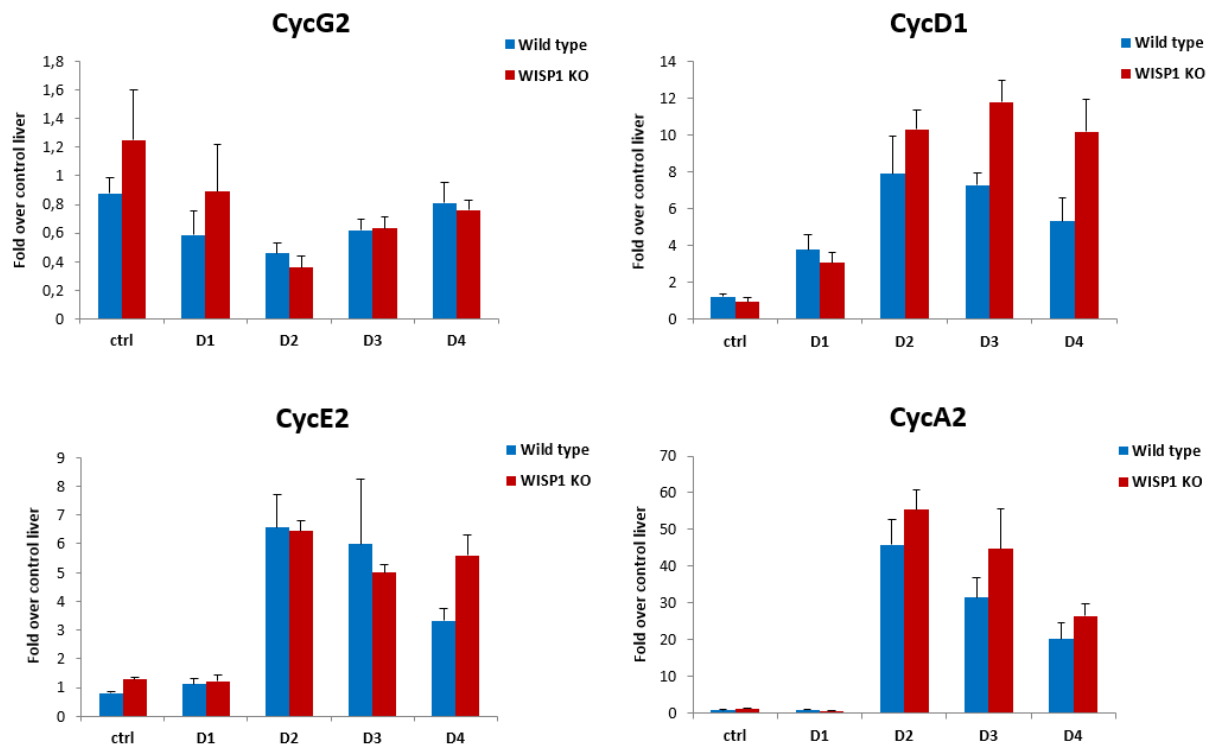 CycG2
Wild type
WISP1 KO
Fold over control liver
1,8
1,6
1,4
1,2
1
0,8
0,6
0,4
0,2
0
ctrl D1 D2 D3 D4
CycD1
Wild type
WISP1 KO
Fold over control liver
14
12
10
8
6
4
2
0
ctrl D1 D2 D3 D4
CycE2
Wild type
WISP1 KO
Fold over control liver
9
8
7
6
5
4
3
2
1
0
ctrl D1 D2 D3 D4
CycA2
Wild type
WISP1 KO
Fold over control liver
70
60
50
40
30
20
10
0
ctrl D1 D2 D3 D4